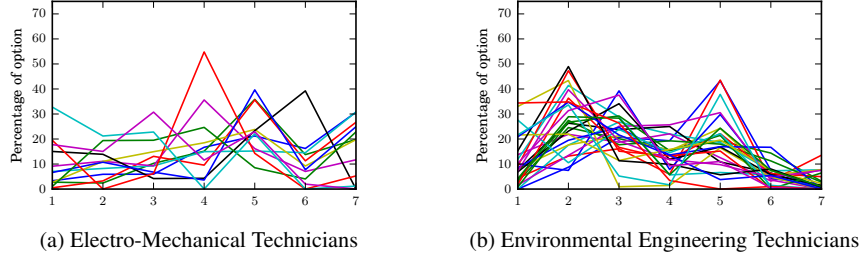 Percentage of option
70
60
50
40
30
20
10
0
1 2 3 4 5 6 7
(a) Electro-Mechanical Technicians
Percentage of option
70
60
50
40
30
20
10
0
1 2 3 4 5 6 7
(b) Environmental Engineering Technicians